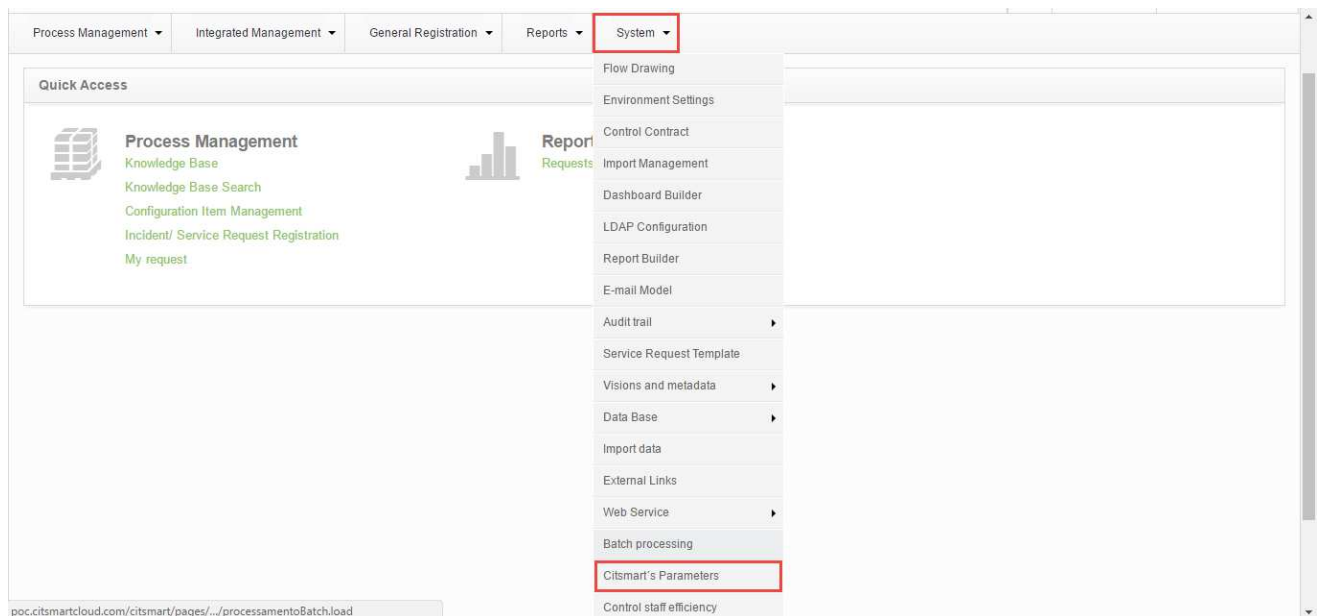 Process Management
Integrated Management
General Registration
Reports
System
Quick Access
Process Management
Knowledge Base
Knowledge Base Search
Configuration Item Management
Incident/ Service Request Registration
My request
Report
Requests
Flow Drawing
Environment Settings
Control Contract
Import Management
Dashboard Builder
LDAP Configuration
Report Builder
E-mail Model
Audit trail
Service Request Template
Visions and metadata
Data Base
Import data
External Links
Web Service
Batch processing
Citsmart´s Parameters
Control staff efficiency
poc.citsmartcloud.com/citsmart/pages/.../processamentoBatch.load